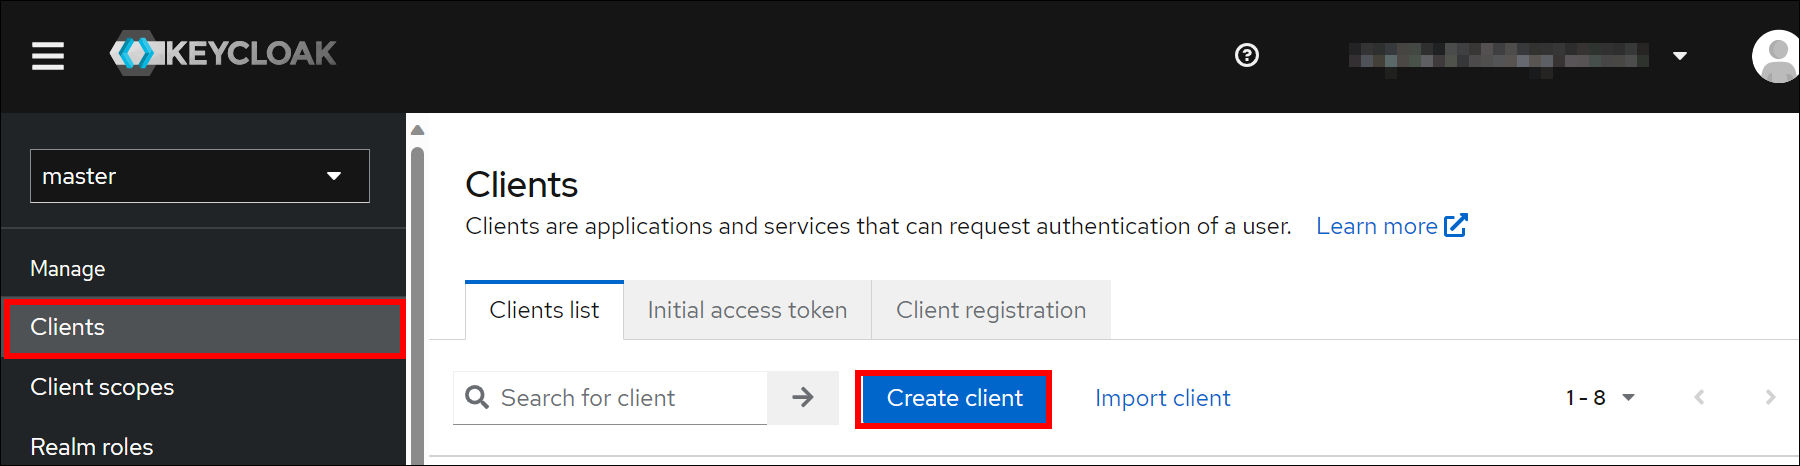 KEYCLOAK
master
Manage
Clients
Client scopes
Realm roles
Clients
Clients are applications and services that can request authentication of a user. Learn more
Clients list Initial access token Client registration
Search for client Create client Import client 1 - 8